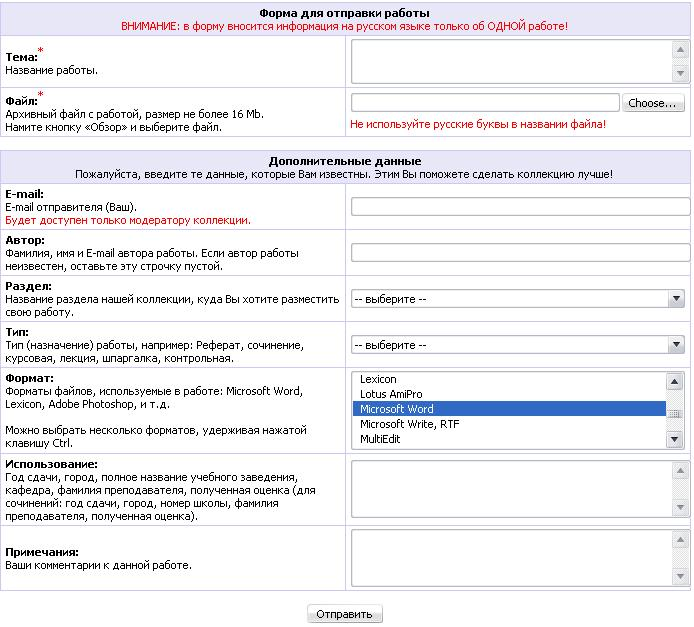 Форма для отправки работы
ВНИМАНИЕ: в форму вносится информация на русском языке только об ОДНОЙ работе!
Тема:*
Название работы.
Файл:*
Архивный файл с работой, размер не более 16 Mb.
Намите кнопку «Обзор» и выберите файл.
Choose...
Не используйте русские буквы в названии файла!
Дополнительные данные
Пожалуйста, введите те данные, которые Вам известны. Этим Вы поможете сделать коллекцию лучше!
E-mail:
E-mail отправителя (Ваш).
Будет доступен только модератору коллекции.
Автор:
Фамилия, имя и E-mail автора работы. Если автор работы
неизвестен, оставьте эту строчку пустой.
Раздел:
Название раздела нашей коллекции, куда Вы хотите разместить
свою работу.
-- выберите --
Тип:
Тип (назначение) работы, например: Реферат, сочинение,
курсовая, лекция, шпаргалка, контрольная.
-- выберите --
Формат:
Форматы файлов, используемые в работе: Microsoft Word,
Lexicon, Adobe Photoshop, и т.д.
Можно выбрать несколько форматов, удерживая нажатой
клавишу Ctrl.
Lexicon
Lotus AmiPro
Microsoft Word
Microsoft Write, RTF
MultiEdit
Использование:
Год сдачи, город, полное название учебного заведения,
кафедра, фамилия преподавателя, полученная оценка (для
сочинений: год сдачи, город, номер школы, фамилия
преподавателя, полученная оценка).
Примечания:
Ваши комментарии к данной работе.
Отправить